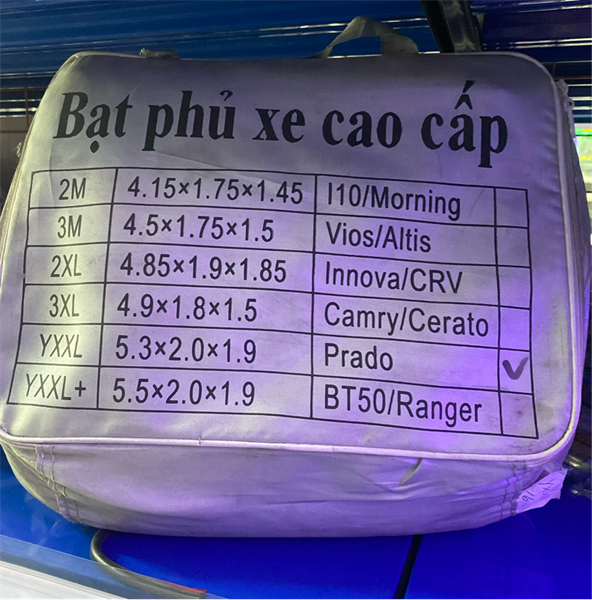 Bạt phủ xe cao cấp
2M 4.15×1.75×1.45 I10/Morning
3M 4.5×1.75×1.5 Vios/Altis
2XL 4.85×1.9×1.85 Innova/CRV
3XL 4.9×1.8×1.5 Camry/Cerato
YXXL 5.3×2.0×1.9 Prado ✓
YXXL+ 5.5×2.0×1.9 BT50/Ranger